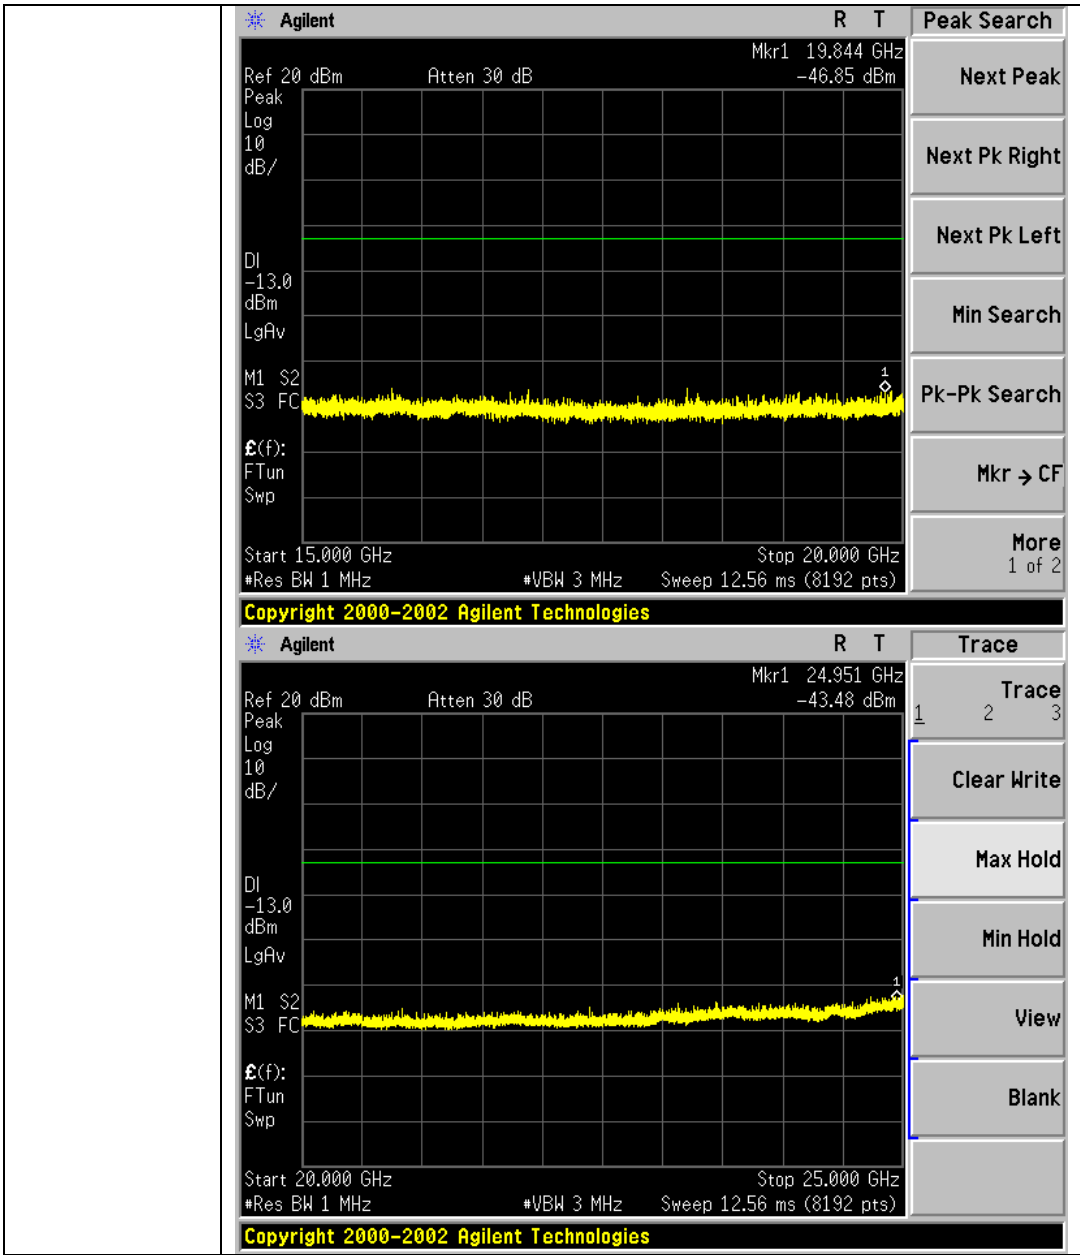 Agilent R T
Peak Search
Mkr1 19.844 GHz
Ref 20 dBm Atten 30 dB -46.85 dBm
Peak
Log
10
dB/
DI
-13.0
dBm
LgAv
M1 S2
S3 FC
£(f):
FTun
Swp
1
Start 15.000 GHz Stop 20.000 GHz
#Res BW 1 MHz #VBW 3 MHz Sweep 12.56 ms (8192 pts)
Next Peak
Next Pk Right
Next Pk Left
Min Search
Pk-Pk Search
Mkr → CF
More
1 of 2
Copyright 2000-2002 Agilent Technologies
Agilent R T
Trace
Mkr1 24.951 GHz
Ref 20 dBm Atten 30 dB -43.48 dBm
Peak
Log
10
dB/
DI
-13.0
dBm
LgAv
M1 S2
S3 FC
£(f):
FTun
Swp
1
Start 20.000 GHz Stop 25.000 GHz
#Res BW 1 MHz #VBW 3 MHz Sweep 12.56 ms (8192 pts)
Trace
1 2 3
Clear Write
Max Hold
Min Hold
View
Blank
Copyright 2000-2002 Agilent Technologies